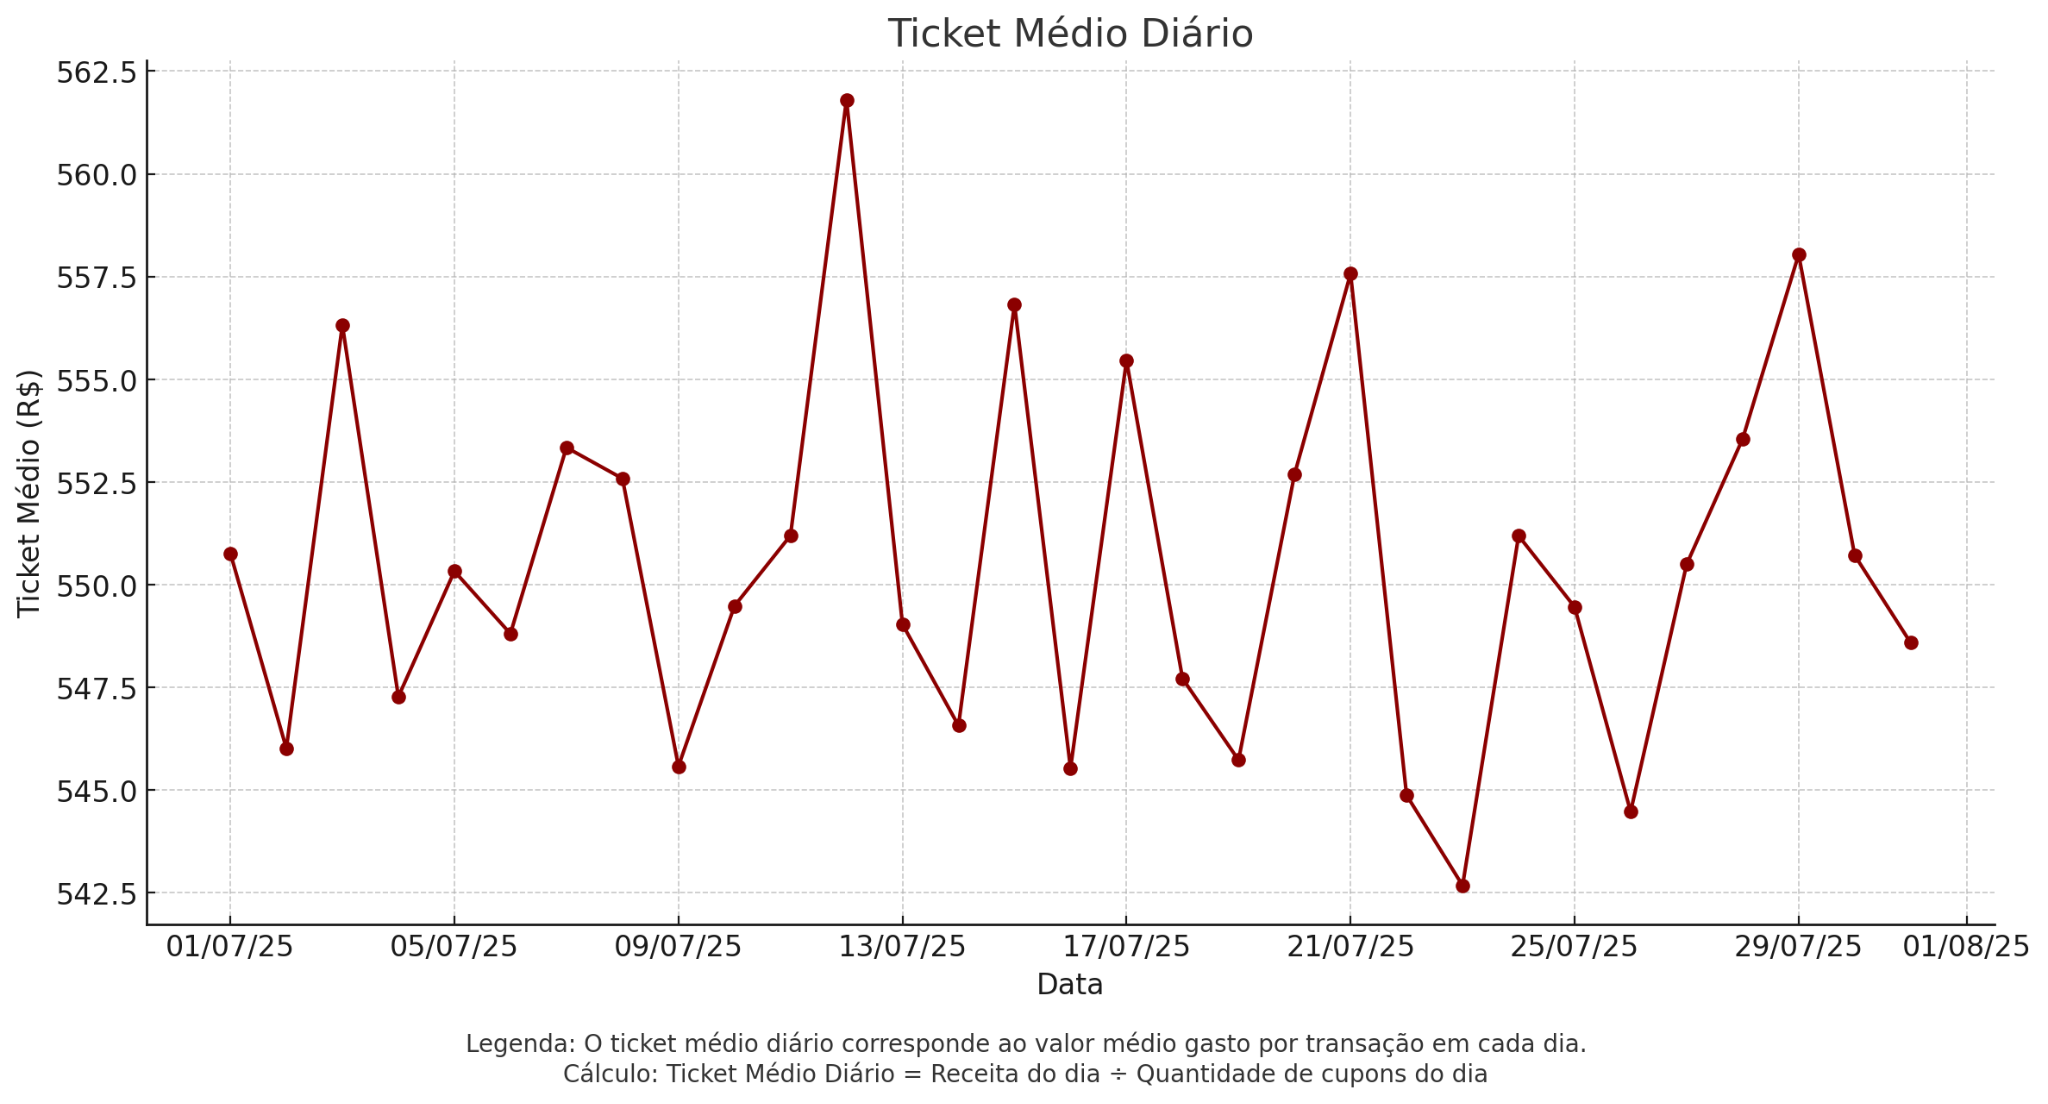 Ticket Médio Diário
Ticket Médio (R$)
562.5
560.0
557.5
555.0
552.5
550.0
547.5
545.0
542.5
01/07/25 05/07/25 09/07/25 13/07/25 17/07/25 21/07/25 25/07/25 29/07/25 01/08/25
Data
Legenda: O ticket médio diário corresponde ao valor médio gasto por transação em cada dia.
Cálculo: Ticket Médio Diário = Receita do dia ÷ Quantidade de cupons do dia